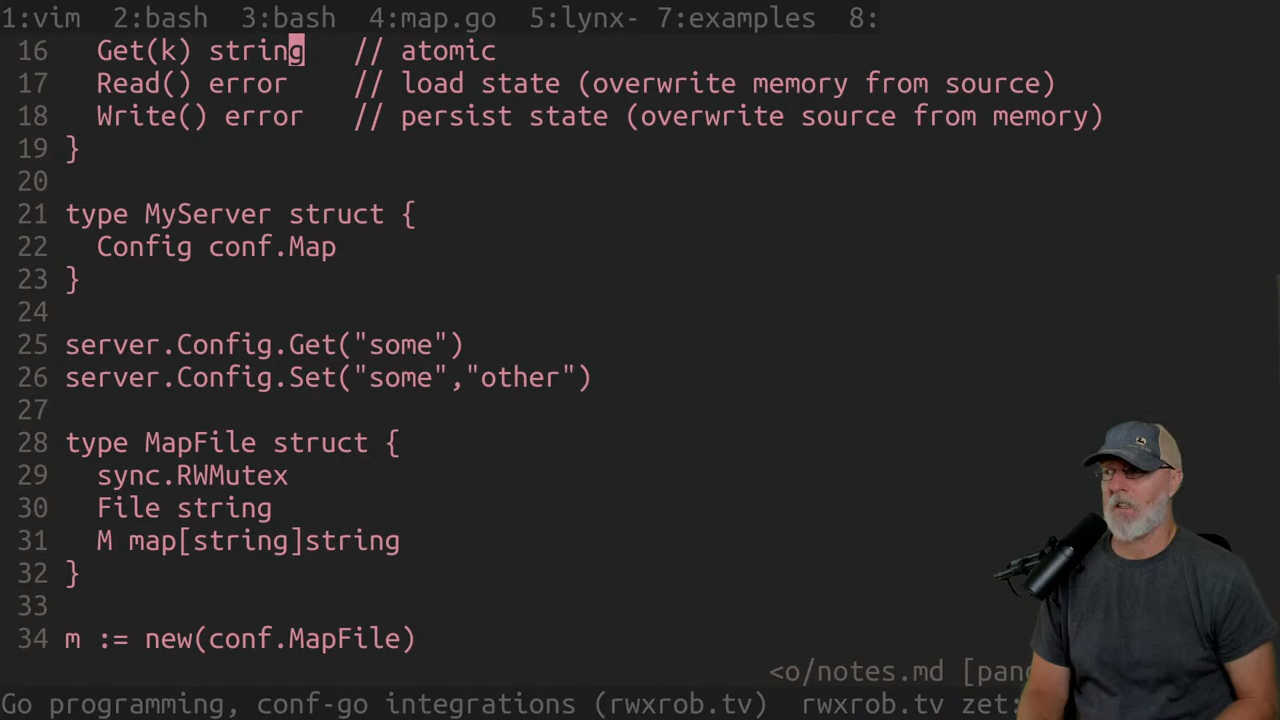 1:vim 2:bash 3:bash 4:map.go 5:lynx- 7:examples 8:
16 Get(k) string // atomic
17 Read() error // load state (overwrite memory from source)
18 Write() error // persist state (overwrite source from memory)
19 }
20
21 type MyServer struct {
22 Config conf.Map
23 }
24
25 server.Config.Get("some")
26 server.Config.Set("some","other")
27
28 type MapFile struct {
29 sync.RWMutex
30 File string
31 M map[string]string
32 }
33
34 m := new(conf.MapFile)
<o/notes.md [pand
Go programming, conf-go integrations (rwxrob.tv) rwxrob.tv zet: